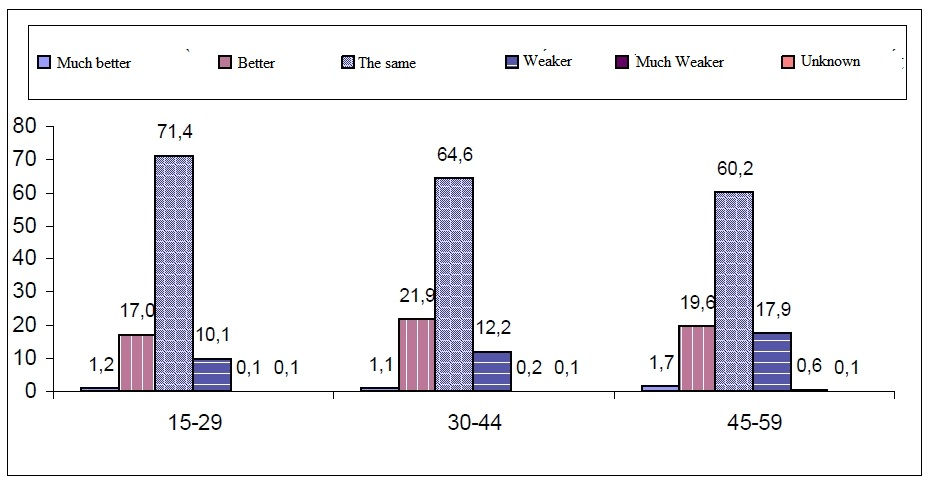 Much better Better The same Weaker Much Weaker Unknown
80
70
60
50
40
30
20
10
0
1,2 17,0 71,4 10,1 0,1 0,1
1,1 21,9 64,6 12,2 0,2 0,1
1,7 19,6 60,2 17,9 0,6 0,1
15-29 30-44 45-59